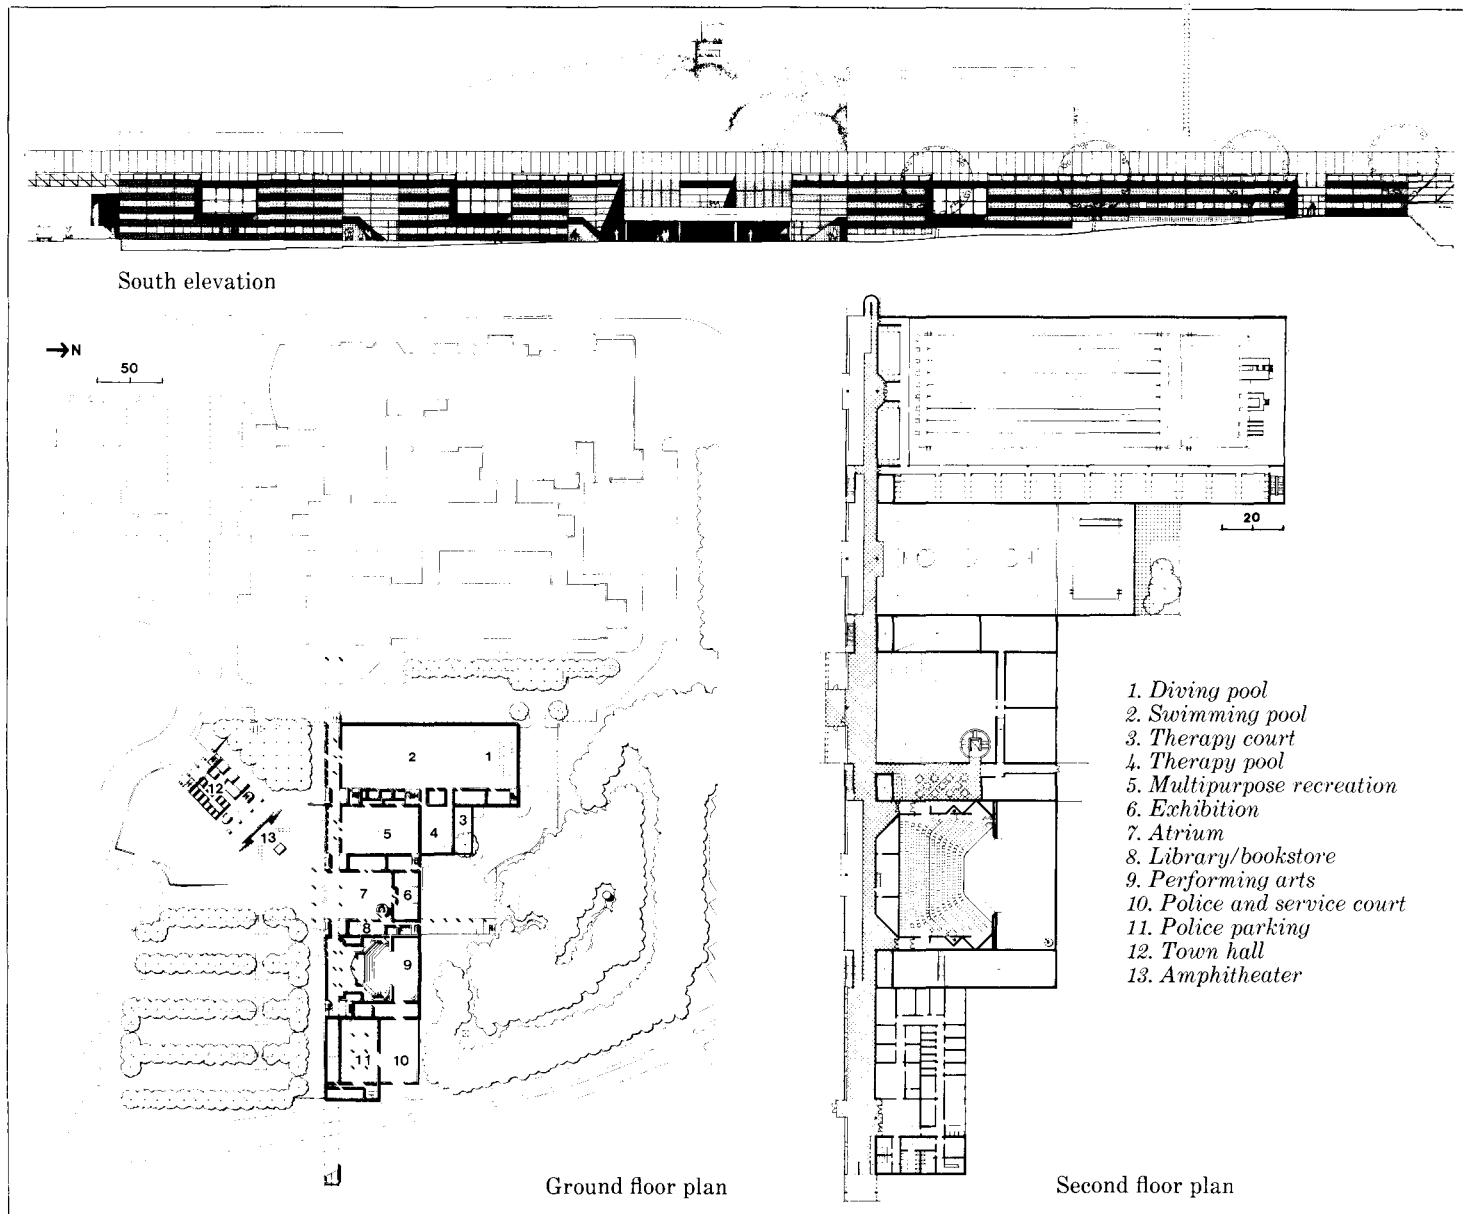 South elevation
N
50
20
1. Diving pool
2. Swimming pool
3. Therapy court
4. Therapy pool
5. Multipurpose recreation
6. Exhibition
7. Atrium
8. Library/bookstore
9. Performing arts
10. Police and service court
11. Police parking
12. Town hall
13. Amphitheater
2
1
12
13
5
4
3
7
6
8
9
11
10
Ground floor plan
Second floor plan